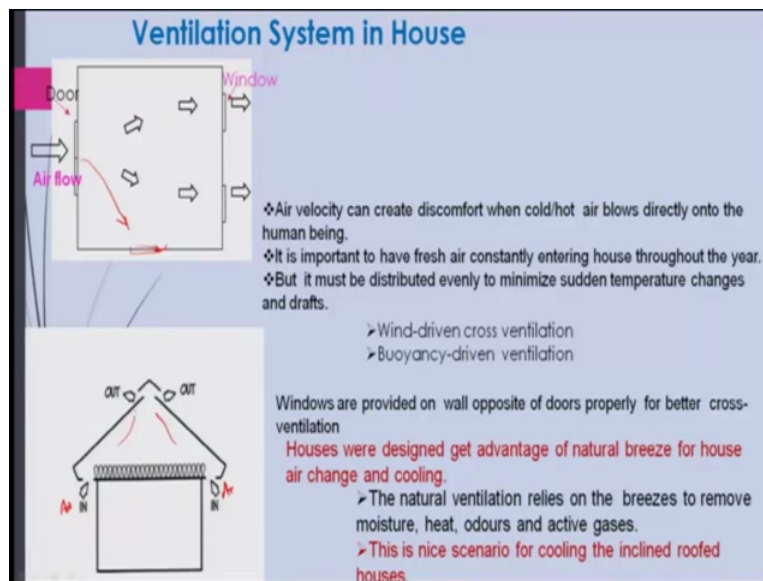 Ventilation System in House
Door
Window
Air flow
❖Air velocity can create discomfort when cold/hot air blows directly onto the
human being.
❖It is important to have fresh air constantly entering house throughout the year.
❖But it must be distributed evenly to minimize sudden temperature changes
and drafts.
➤Wind-driven cross ventilation
➤Buoyancy-driven ventilation
OUT
OUT
IN
IN
Windows are provided on wall opposite of doors properly for better cross-
ventilation
Houses were designed get advantage of natural breeze for house
air change and cooling.
➤The natural ventilation relies on the breezes to remove
moisture, heat, odours and active gases.
➤This is nice scenario for cooling the inclined roofed
houses.